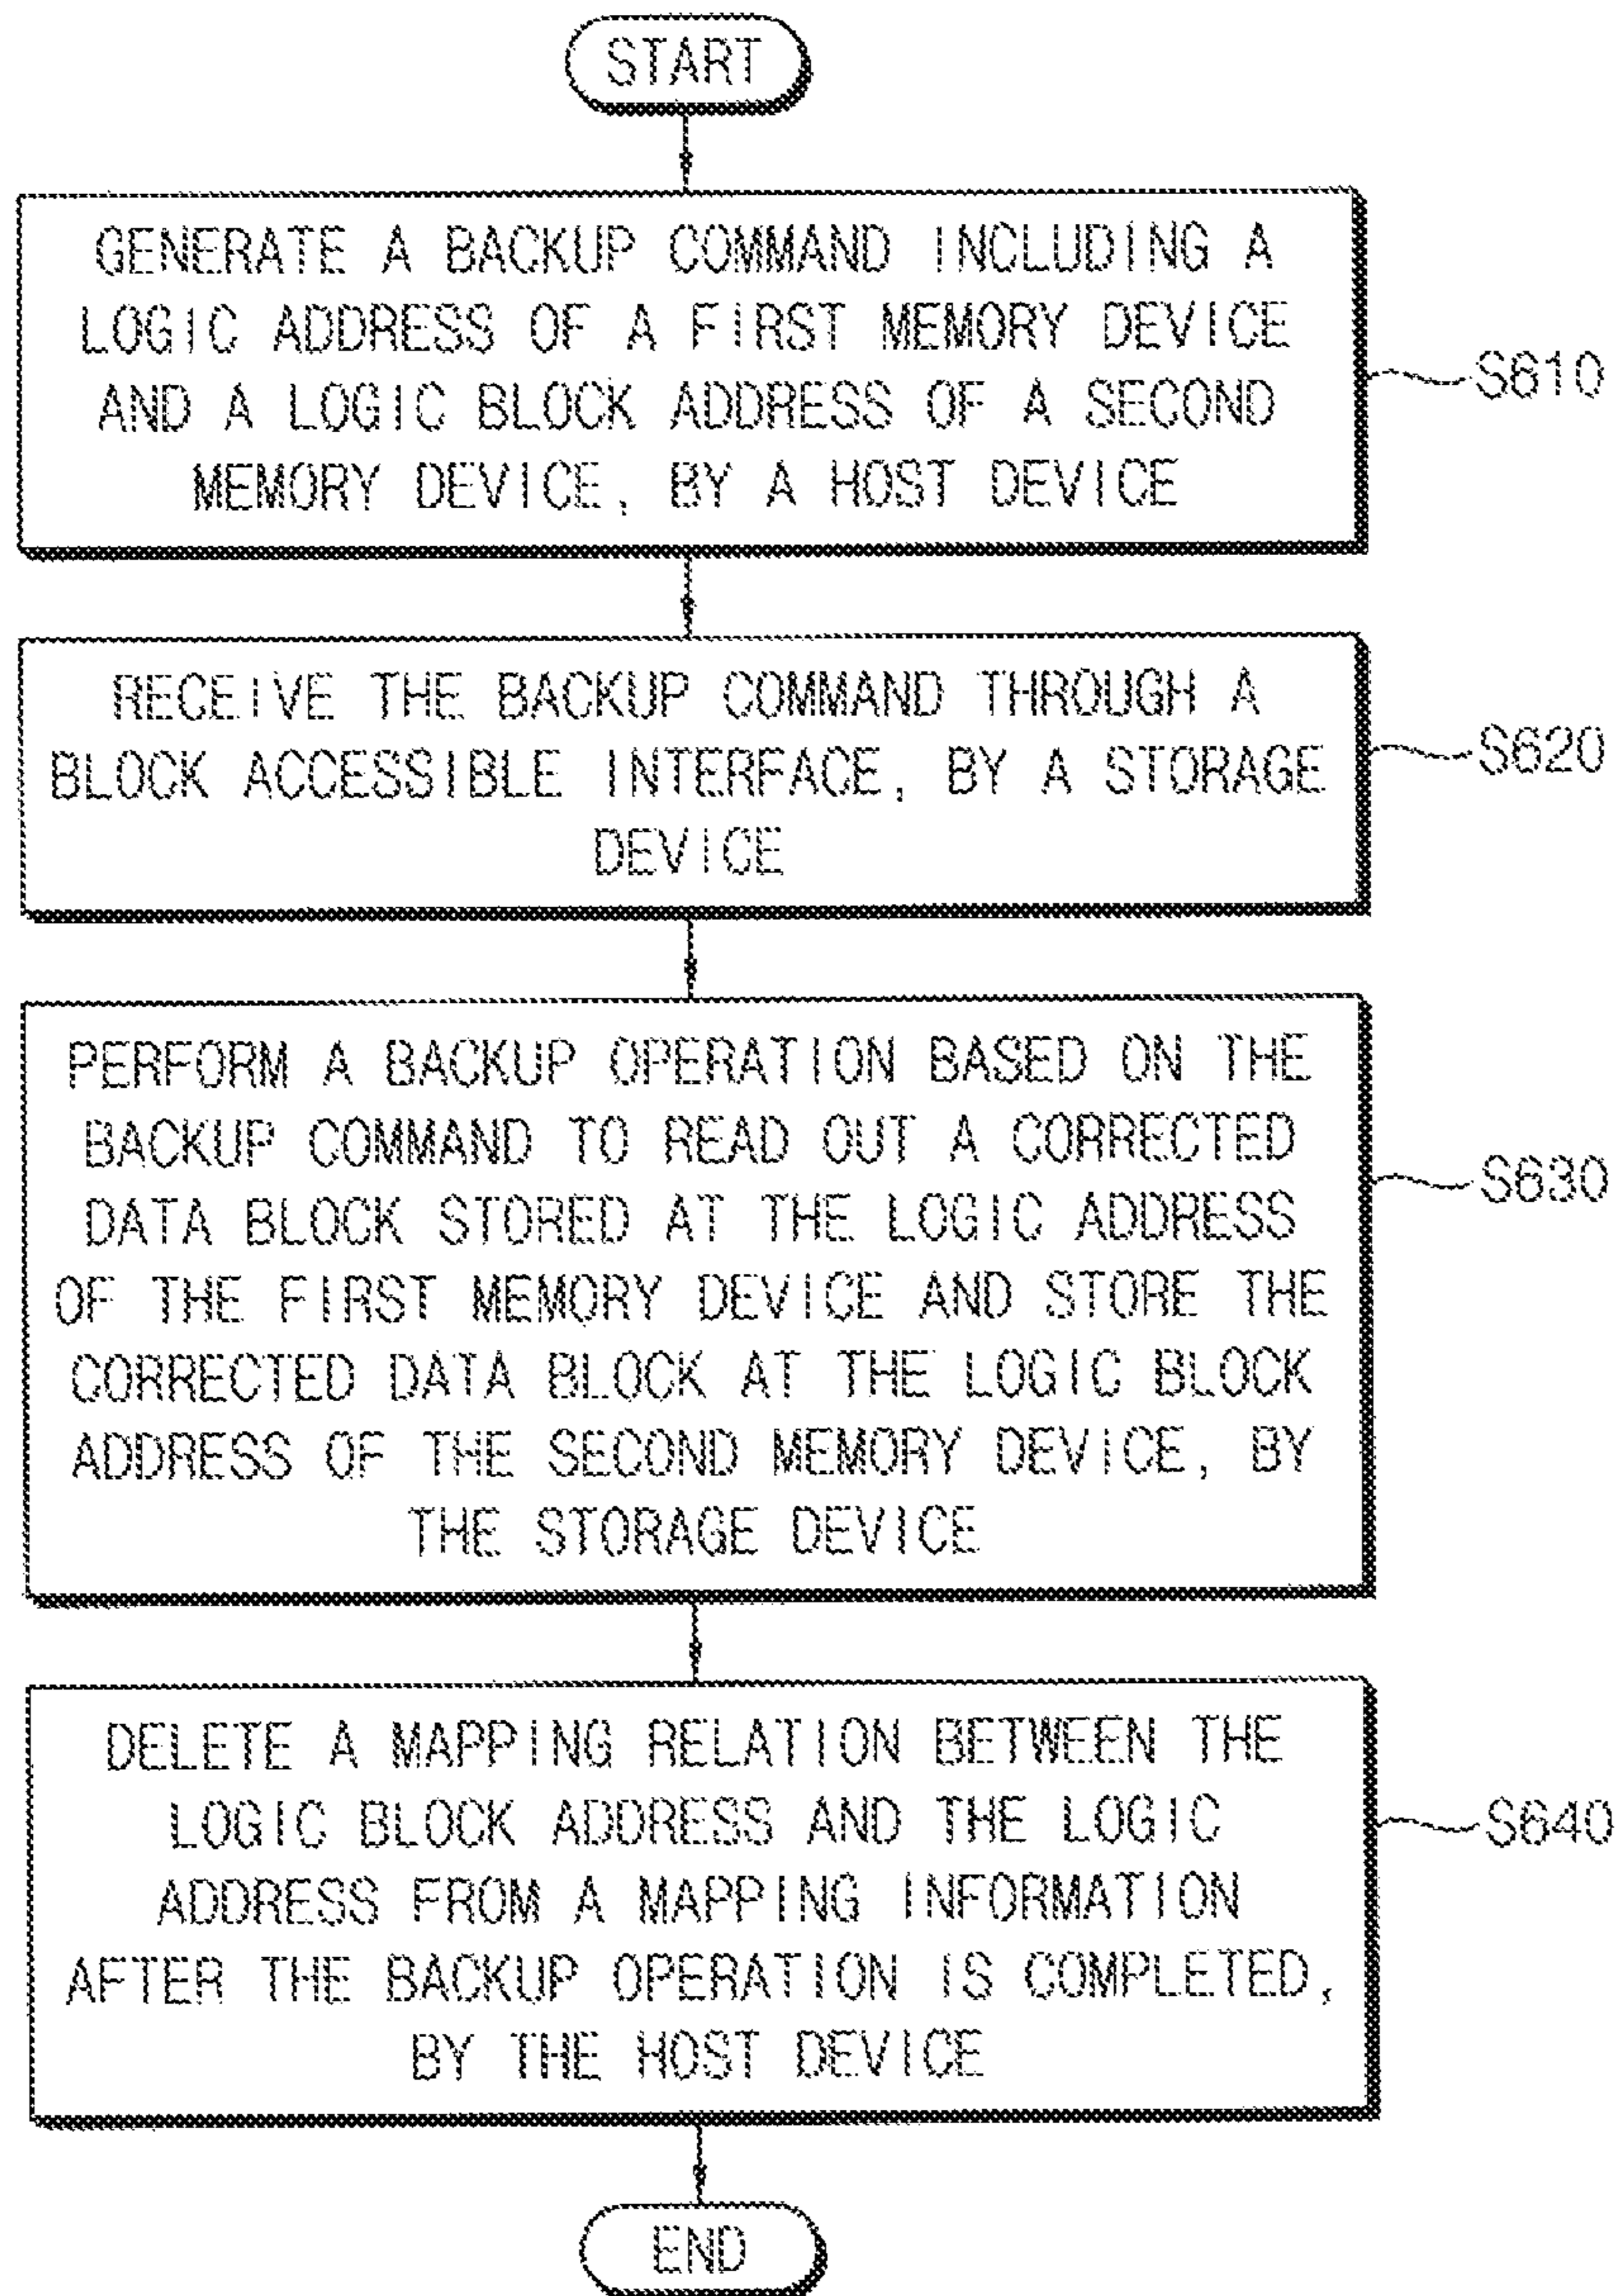 START
GENERATE A BACKUP COMMAND INCLUDING A
LOGIC ADDRESS OF A FIRST MEMORY DEVICE
AND A LOGIC BLOCK ADDRESS OF A SECOND
MEMORY DEVICE, BY A HOST DEVICE
S610
RECEIVE THE BACKUP COMMAND THROUGH A
BLOCK ACCESSIBLE INTERFACE, BY A STORAGE
DEVICE
S620
PERFORM A BACKUP OPERATION BASED ON THE
BACKUP COMMAND TO READ OUT A CORRECTED
DATA BLOCK STORED AT THE LOGIC ADDRESS
OF THE FIRST MEMORY DEVICE AND STORE THE
CORRECTED DATA BLOCK AT THE LOGIC BLOCK
ADDRESS OF THE SECOND MEMORY DEVICE, BY
THE STORAGE DEVICE
S630
DELETE A MAPPING RELATION BETWEEN THE
LOGIC BLOCK ADDRESS AND THE LOGIC
ADDRESS FROM A MAPPING INFORMATION
AFTER THE BACKUP OPERATION IS COMPLETED,
BY THE HOST DEVICE
S640
END